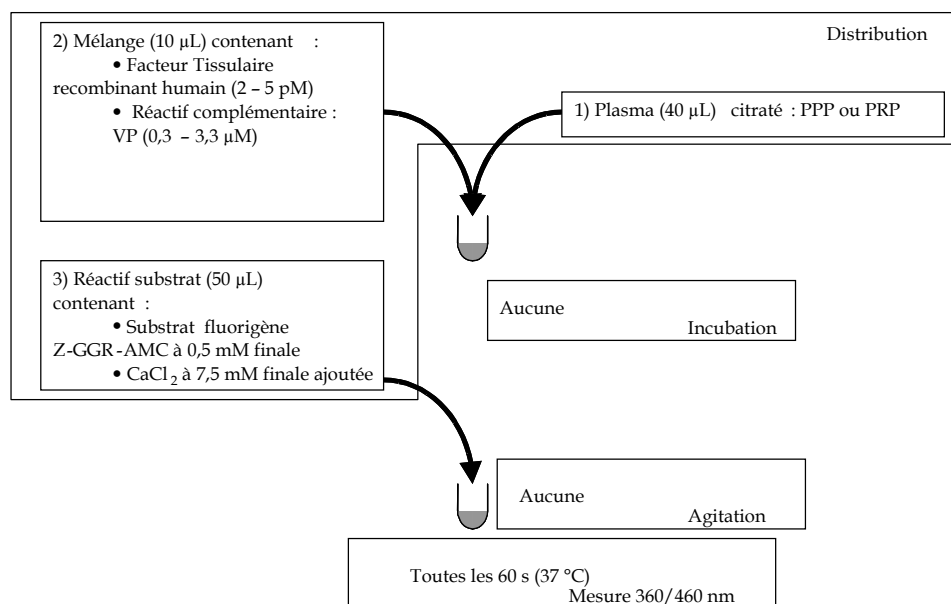 Distribution
2) Mélange (10 µL) contenant :
• Facteur Tissulaire
recombinant humain (2 – 5 pM)
• Réactif complémentaire :
VP (0,3 – 3,3 µM)
1) Plasma (40 µL) citraté : PPP ou PRP
3) Réactif substrat (50 µL)
contenant :
• Substrat fluorigène
Z-GGR-AMC à 0,5 mM finale
• CaCl₂ à 7,5 mM finale ajoutée
Aucune
Incubation
Aucune
Agitation
Toutes les 60 s (37 °C)
Mesure 360/460 nm